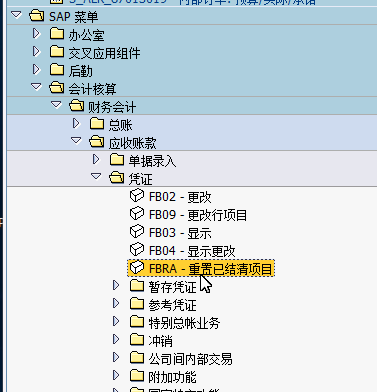 SAP 菜单
办公室
交叉应用组件
后勤
会计核算
财务会计
总账
应收账款
单据录入
凭证
FB02 - 更改
FB09 - 更改行项目
FB03 - 显示
FB04 - 显示更改
FBRA - 重置已结清项目
暂存凭证
参考凭证
特别总帐业务
冲销
公司间内部交易
附加功能